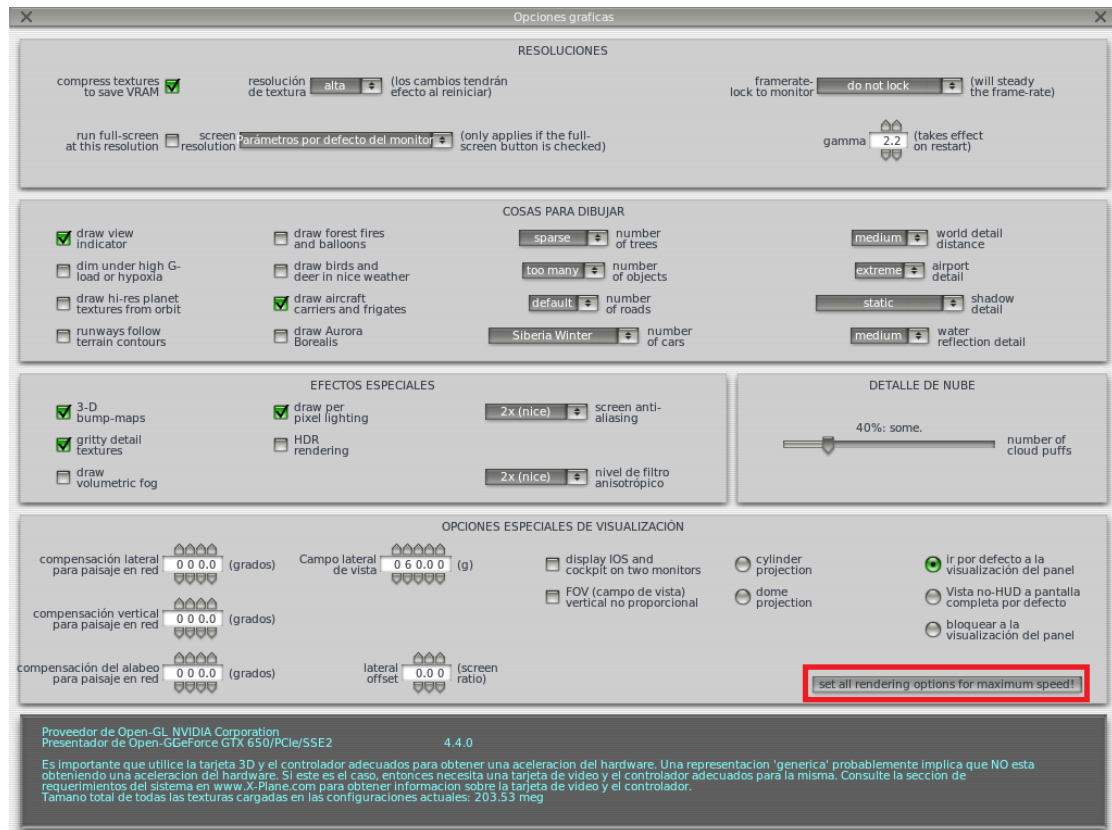 Opciones graficas
RESOLUCIONES
compress textures
to save VRAM
resolución
de textura
alta
(los cambios tendrán
efecto al reiniciar)
framerate-
lock to monitor
do not lock
(will steady
the frame-rate)
run full-screen
at this resolution
screen
resolution
Parámetros por defecto del monitor
(only applies if the full-
screen button is checked)
gamma
2.2
(takes effect
on restart)
COSAS PARA DIBUJAR
draw view
indicator
draw forest fires
and balloons
sparse
number
of trees
medium
world detail
distance
dim under high G-
load or hypoxia
draw birds and
deer in nice weather
too many
number
of objects
extreme
airport
detail
draw hi-res planet
textures from orbit
draw aircraft
carriers and frigates
default
number
of roads
static
shadow
detail
runways follow
terrain contours
draw Aurora
Borealis
Siberia Winter
number
of cars
medium
water
reflection detail
EFECTOS ESPECIALES
3-D
bump-maps
draw per
pixel lighting
2x (nice)
screen anti-
aliasing
gritty detail
textures
HDR
rendering
draw
volumetric fog
2x (nice)
nivel de filtro
anisotrópico
DETALLE DE NUBE
40%: some.
number of
cloud puffs
OPCIONES ESPECIALES DE VISUALIZACIÓN
compensación lateral
para paisaje en red
0 0 0.0
(grados)
Campo lateral
de vista
0 6 0.0 0
(g)
display IOS and
cockpit on two monitors
cylinder
projection
ir por defecto a la
visualización del panel
FOV (campo de vista)
vertical no proporcional
dome
projection
Vista no-HUD a pantalla
completa por defecto
compensación vertical
para paisaje en red
0 0 0.0
(grados)
bloquear a la
visualización del panel
compensación del alabeo
para paisaje en red
0 0 0.0
(grados)
lateral
offset
0.0 0
(screen
ratio)
set all rendering options for maximum speed!
Proveedor de Open-GL NVIDIA Corporation
Presentador de Open-GGeForce GTX 650/PCIe/SSE2 4.4.0
Es importante que utilice la tarjeta 3D y el controlador adecuados para obtener una aceleracion del hardware. Una representacion 'generica' probablemente implica que NO esta
obteniendo una aceleracion del hardware. Si este es el caso, entonces necesita una tarjeta de video y el controlador adecuados para la misma. Consulte la seccion de
requerimientos del sistema en www.X-Plane.com para obtener informacion sobre la tarjeta de video y el controlador.
Tamano total de todas las texturas cargadas en las configuraciones actuales: 203.53 meg